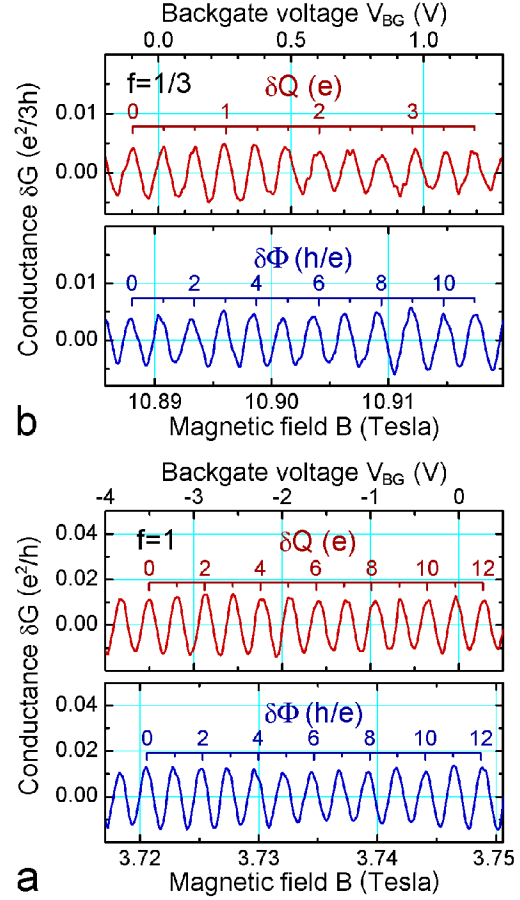 Backgate voltage V_BG (V)
0.0 0.5 1.0
f=1/3
δQ (e)
0 1 2 3
0.01
0.00
Conductance δG (e²/3h)
δΦ (h/e)
0 2 4 6 8 10
0.01
0.00
10.89 10.90 10.91
Magnetic field B (Tesla)
b
Backgate voltage V_BG (V)
-4 -3 -2 -1 0
f=1
δQ (e)
0 2 4 6 8 10 12
0.04
0.02
0.00
Conductance δG (e²/h)
δΦ (h/e)
0 2 4 6 8 10 12
0.04
0.02
0.00
3.72 3.73 3.74 3.75
Magnetic field B (Tesla)
a